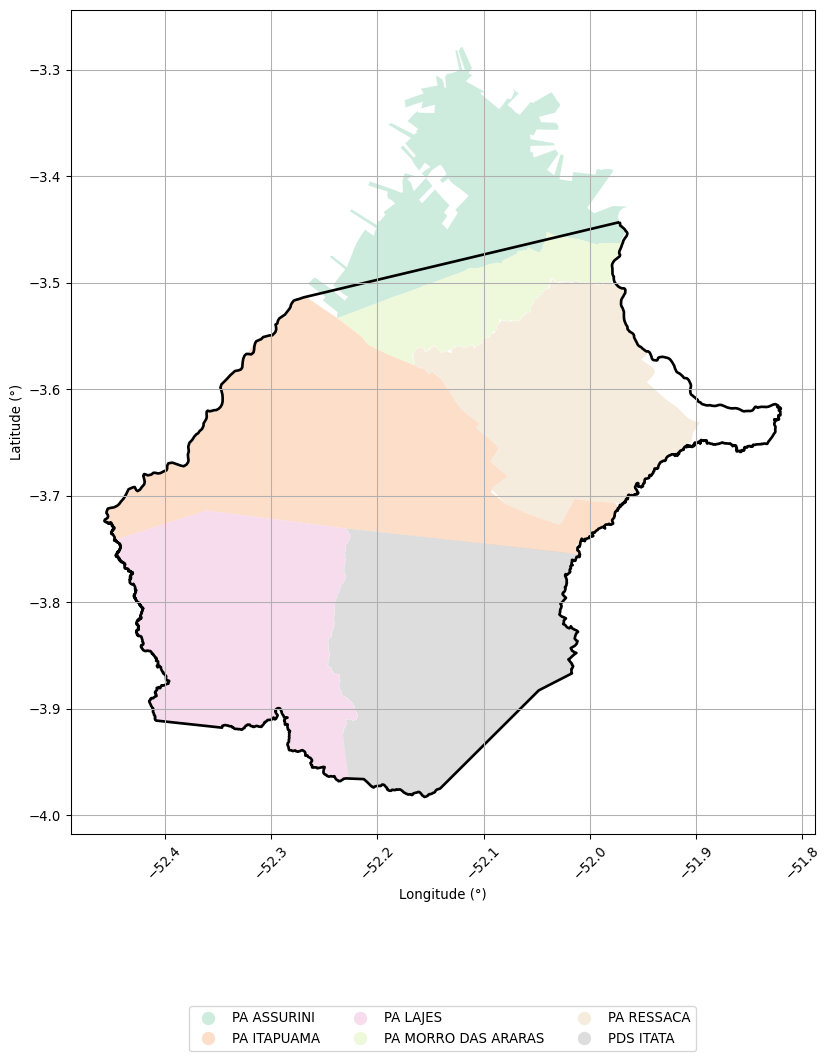 −3.3
−3.4
−3.5
−3.6
−3.7
−3.8
−3.9
−4.0
Latitude (°)
−52.4
−52.3
−52.2
−52.1
−52.0
−51.9
−51.8
Longitude (°)
PA ASSURINI
PA LAJES
PA RESSACA
PA ITAPUAMA
PA MORRO DAS ARARAS
PDS ITATA